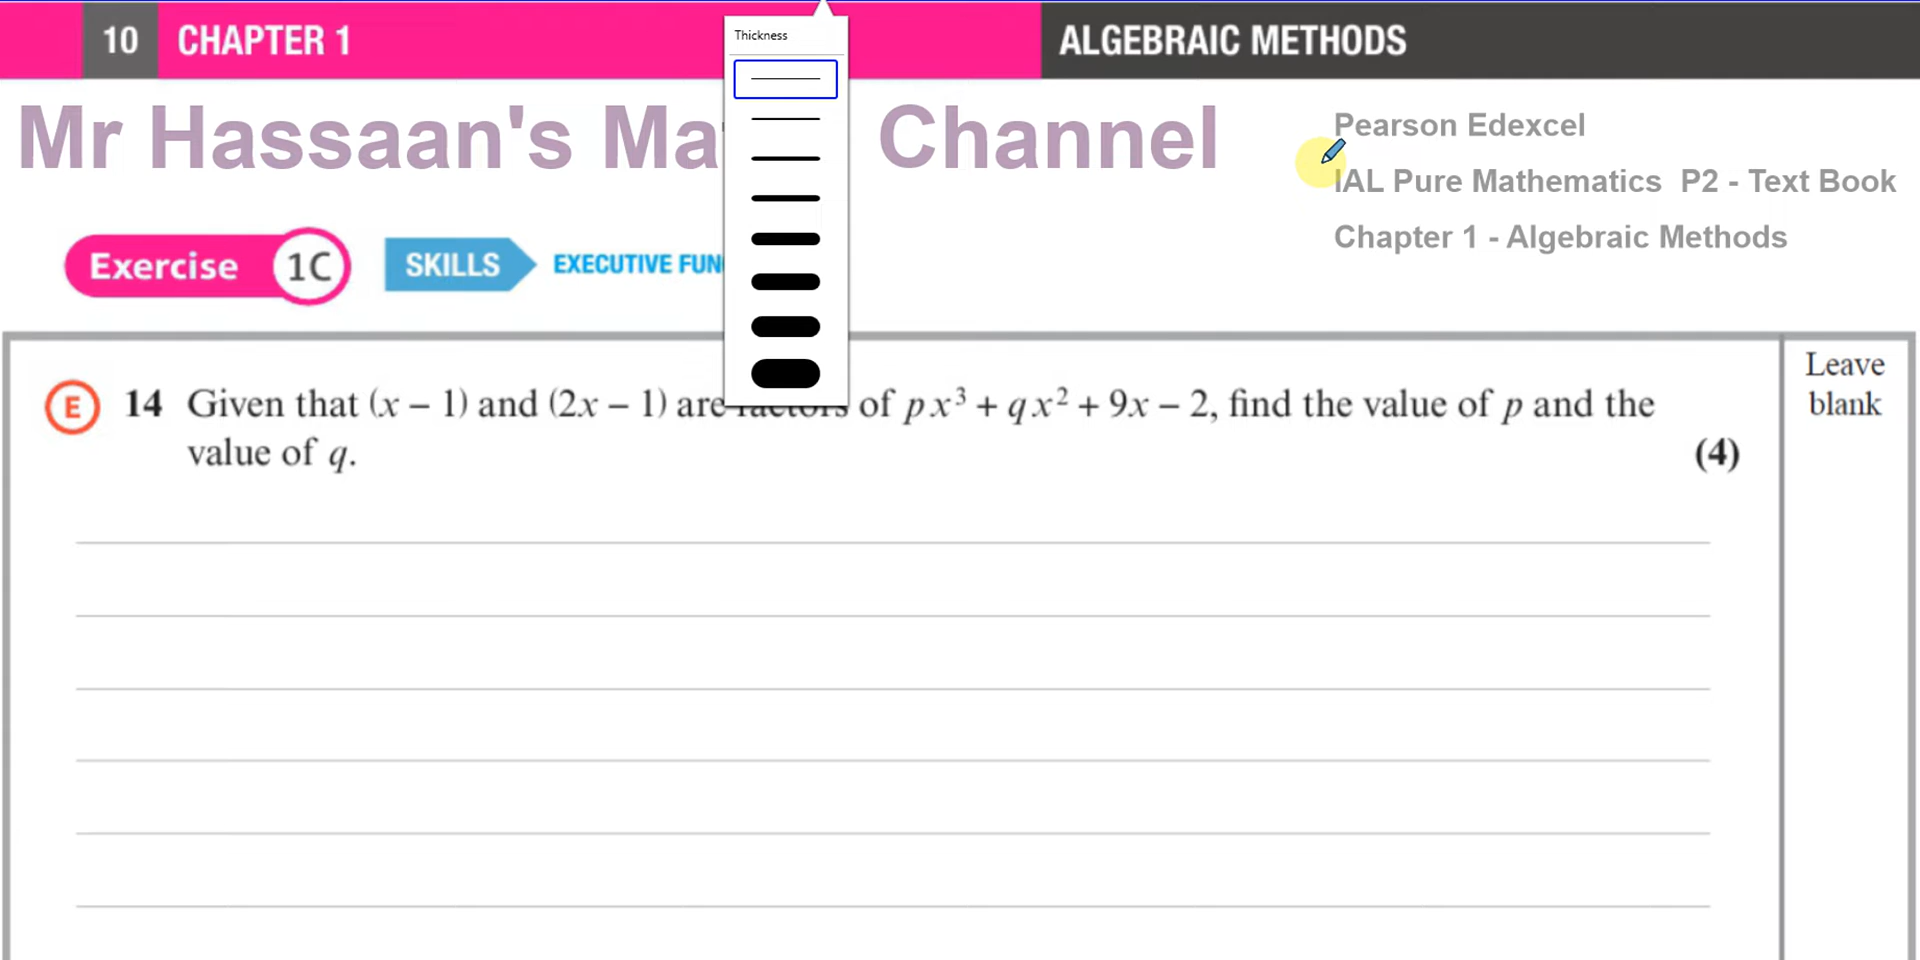 10 CHAPTER 1 ALGEBRAIC METHODS
Thickness
Mr Hassaan's Channel
Pearson Edexcel
IAL Pure Mathematics P2 - Text Book
Chapter 1 - Algebraic Methods
Exercise 1C SKILLS EXECUTIVE
E 14 Given that (x − 1) and (2x − 1) are factors of px³ + qx² + 9x − 2, find the value of p and the
value of q. (4)
Leave
blank